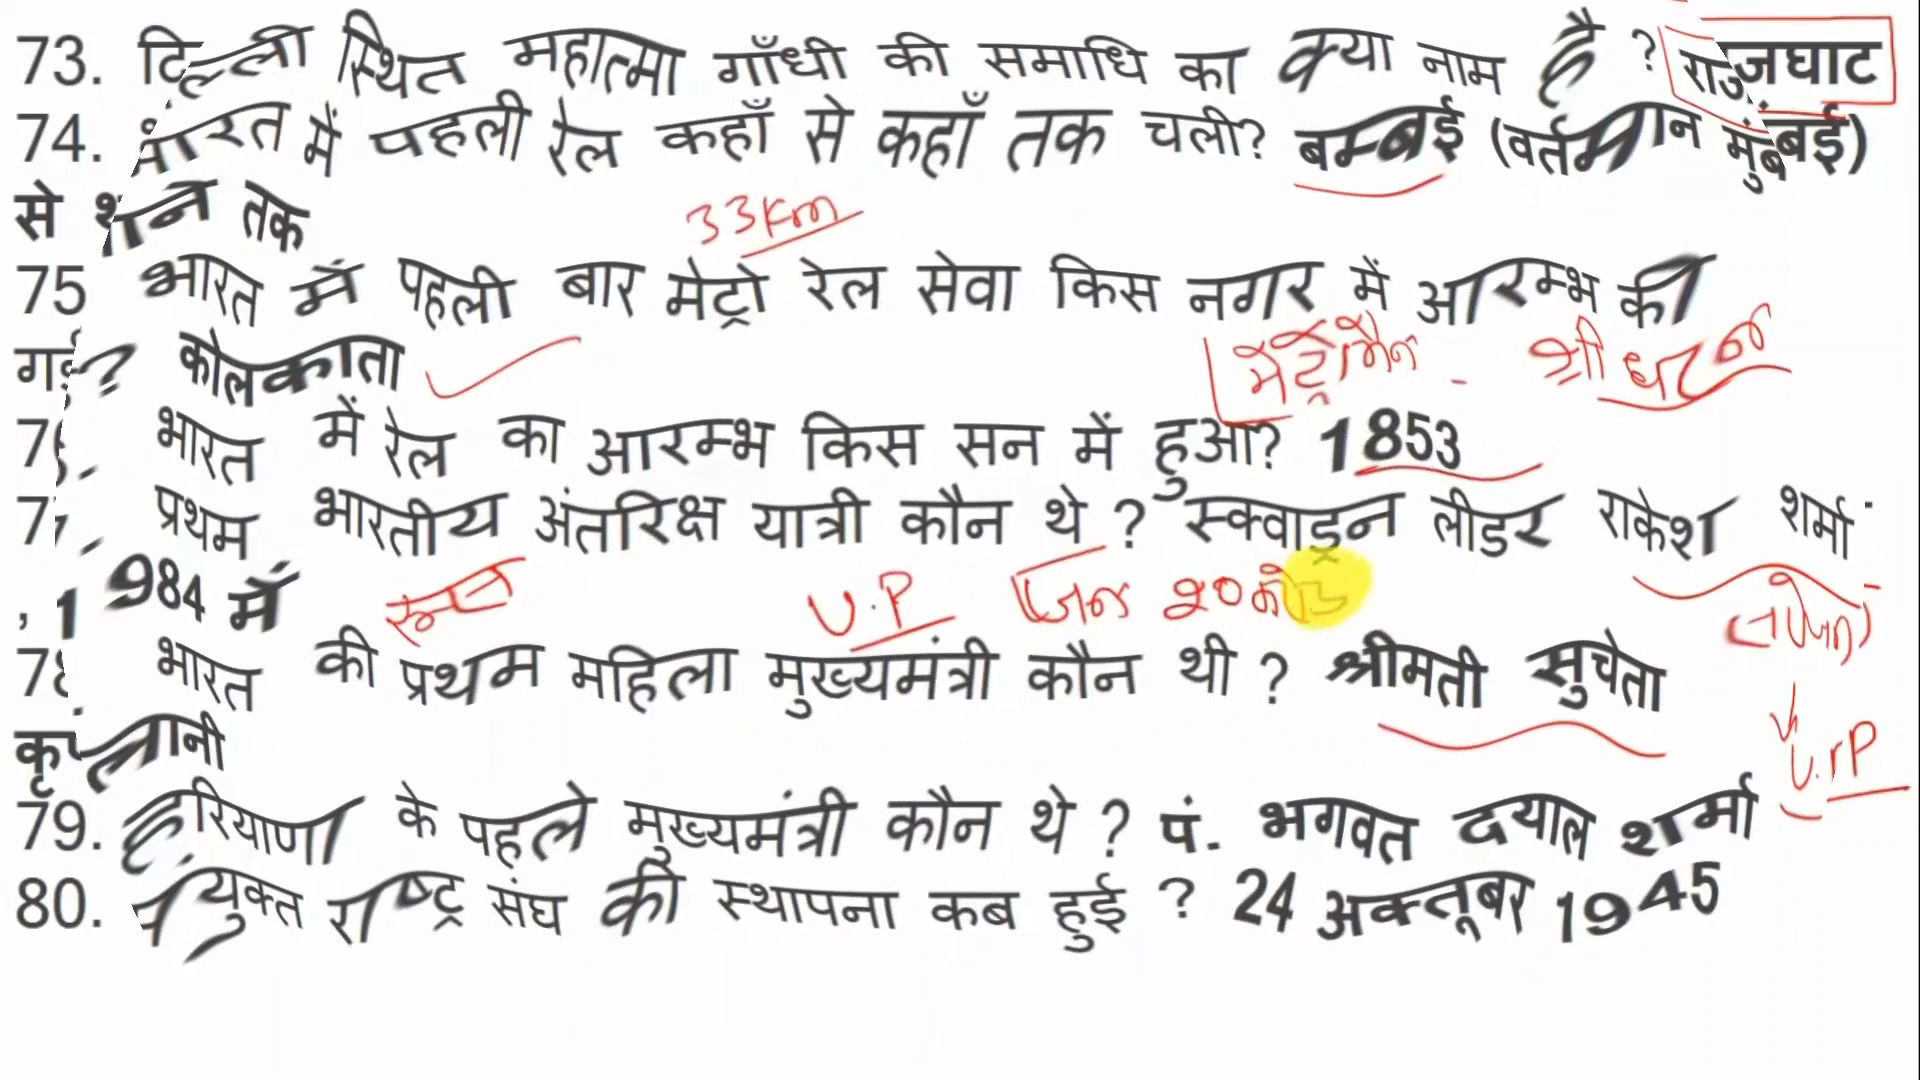 73. दिल्ली स्थित महात्मा गाँधी की समाधि का क्या नाम है ? राजघाट
74. भारत में पहली रेल कहाँ से कहाँ तक चली? बम्बई (वर्तमान मुंबई)
से थाने तक
33km
75 भारत में पहली बार मेट्रो रेल सेवा किस नगर में आरम्भ की
गई? कोलकाता
मेट्रोमैन - श्री धरन
76. भारत में रेल का आरम्भ किस सन में हुआ? 1853
77. प्रथम भारतीय अंतरिक्ष यात्री कौन थे ? स्क्वाड्रन लीडर राकेश शर्मा
, 1984 में
U.P
78 भारत की प्रथम महिला मुख्यमंत्री कौन थी ? श्रीमती सुचेता
U.P
कृपलानी
79. हरियाणा के पहले मुख्यमंत्री कौन थे ? पं. भगवत दयाल शर्मा
80. संयुक्त राष्ट्र संघ की स्थापना कब हुई ? 24 अक्तूबर 1945